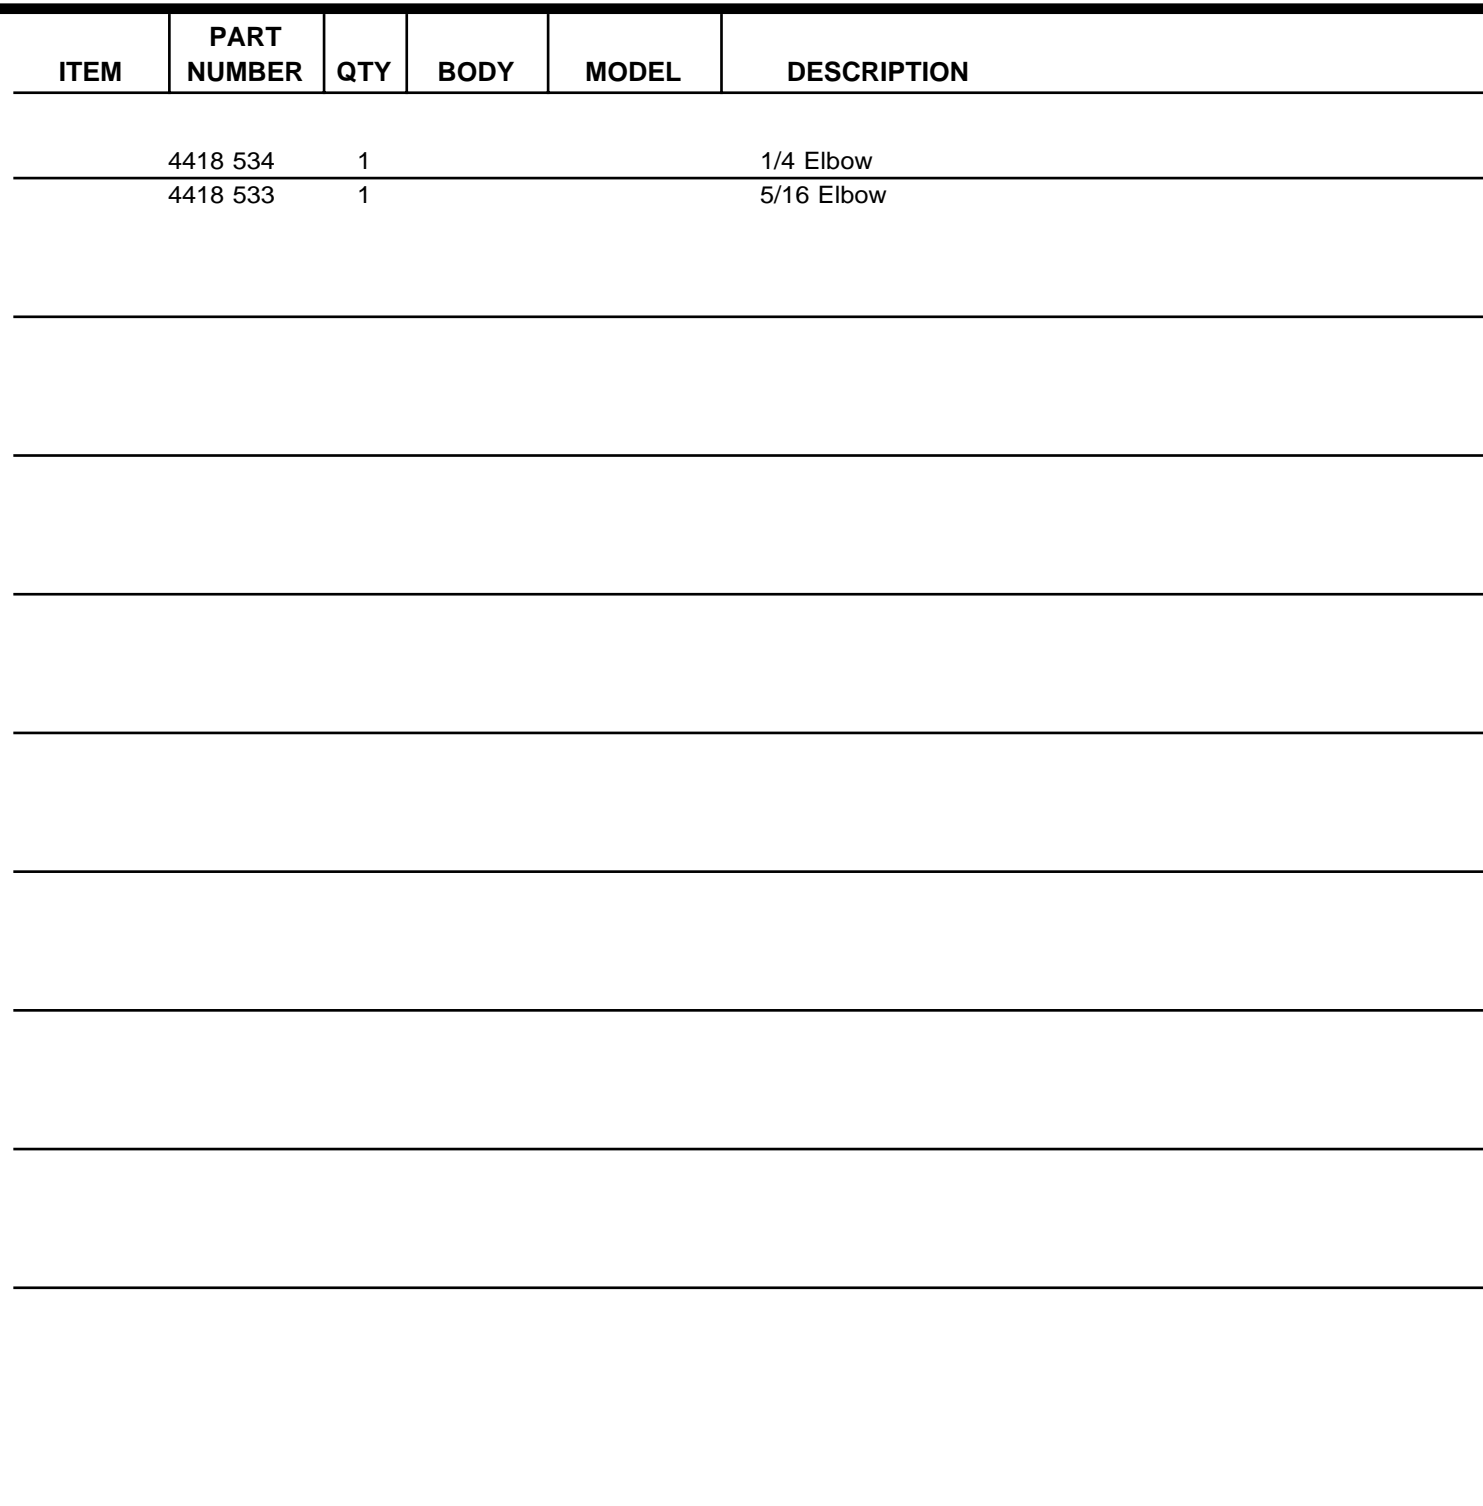 PART
ITEM NUMBER QTY BODY MODEL DESCRIPTION
4418 534 1 1/4 Elbow
4418 533 1 5/16 Elbow